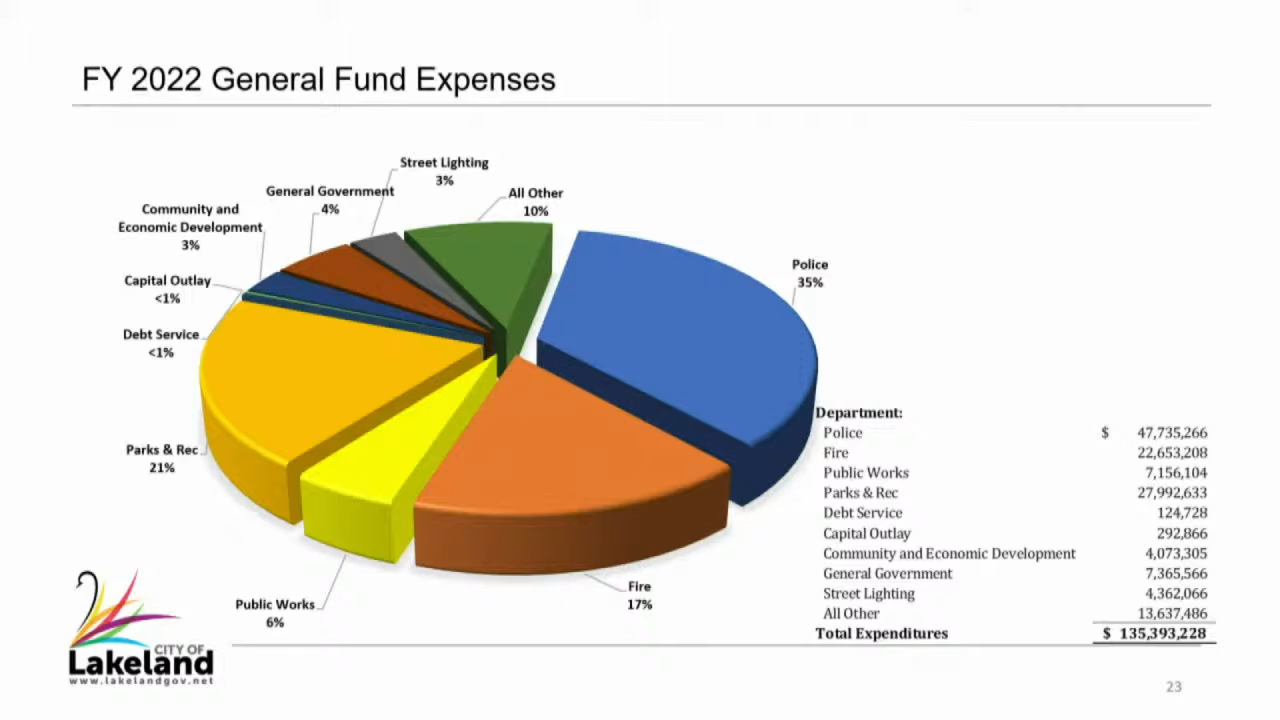 FY 2022 General Fund Expenses
Street Lighting
3%
General Government
4%
All Other
10%
Community and
Economic Development
3%
Capital Outlay
<1%
Debt Service
<1%
Police
35%
Parks & Rec
21%
Public Works
6%
Fire
17%
Department:
Police $ 47,735,266
Fire 22,653,208
Public Works 7,156,104
Parks & Rec 27,992,633
Debt Service 124,728
Capital Outlay 292,866
Community and Economic Development 4,073,305
General Government 7,365,566
Street Lighting 4,362,066
All Other 13,637,486
Total Expenditures $ 135,393,228
CITY OF
Lakeland
www.lakelandgov.net
23